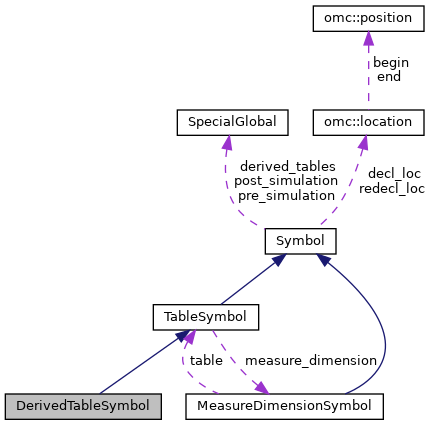 omc::position
begin
end
SpecialGlobal
omc::location
derived_tables
post_simulation
pre_simulation
decl_loc
redecl_loc
Symbol
TableSymbol
table
measure_dimension
DerivedTableSymbol
MeasureDimensionSymbol